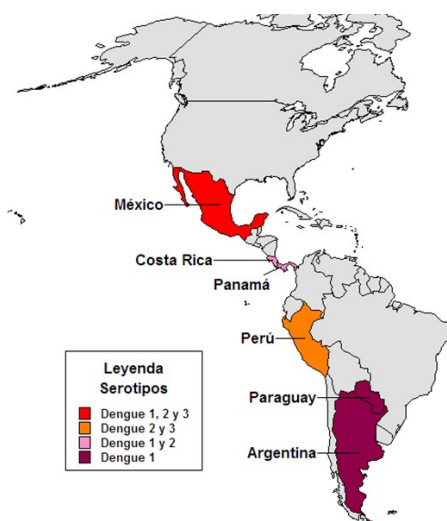 México
Costa Rica
Panamá
Perú
Paraguay
Argentina
Leyenda
Serotipos
Dengue 1, 2 y 3
Dengue 2 y 3
Dengue 1 y 2
Dengue 1